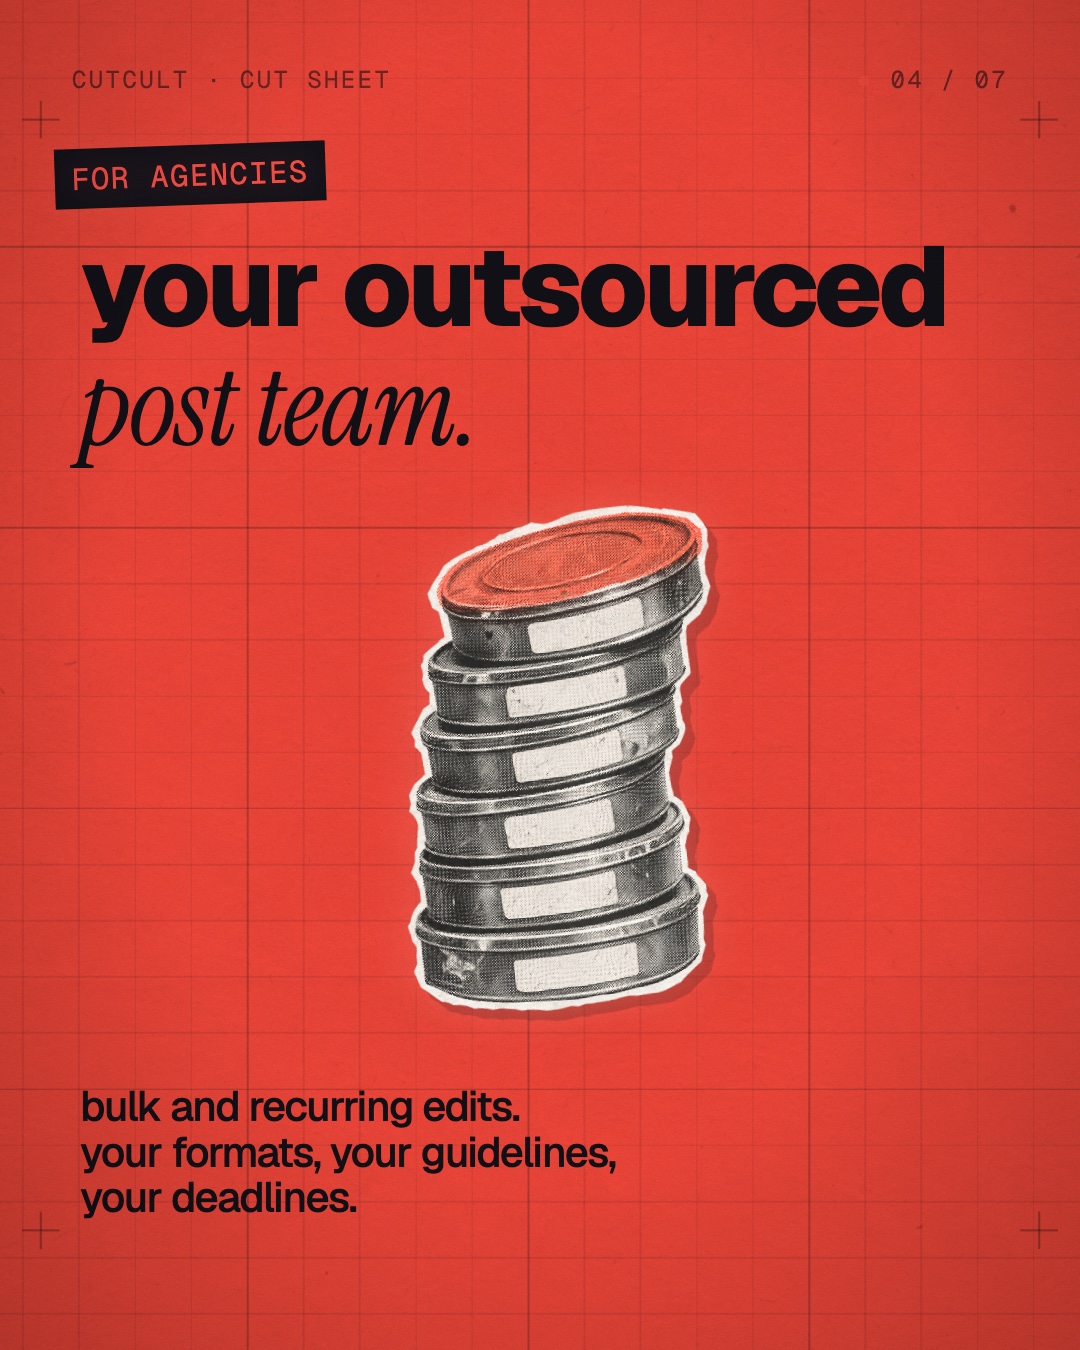 CUTCULT · CUT SHEET
04 / 07
FOR AGENCIES
your outsourced
post team.
bulk and recurring edits.
your formats, your guidelines,
your deadlines.